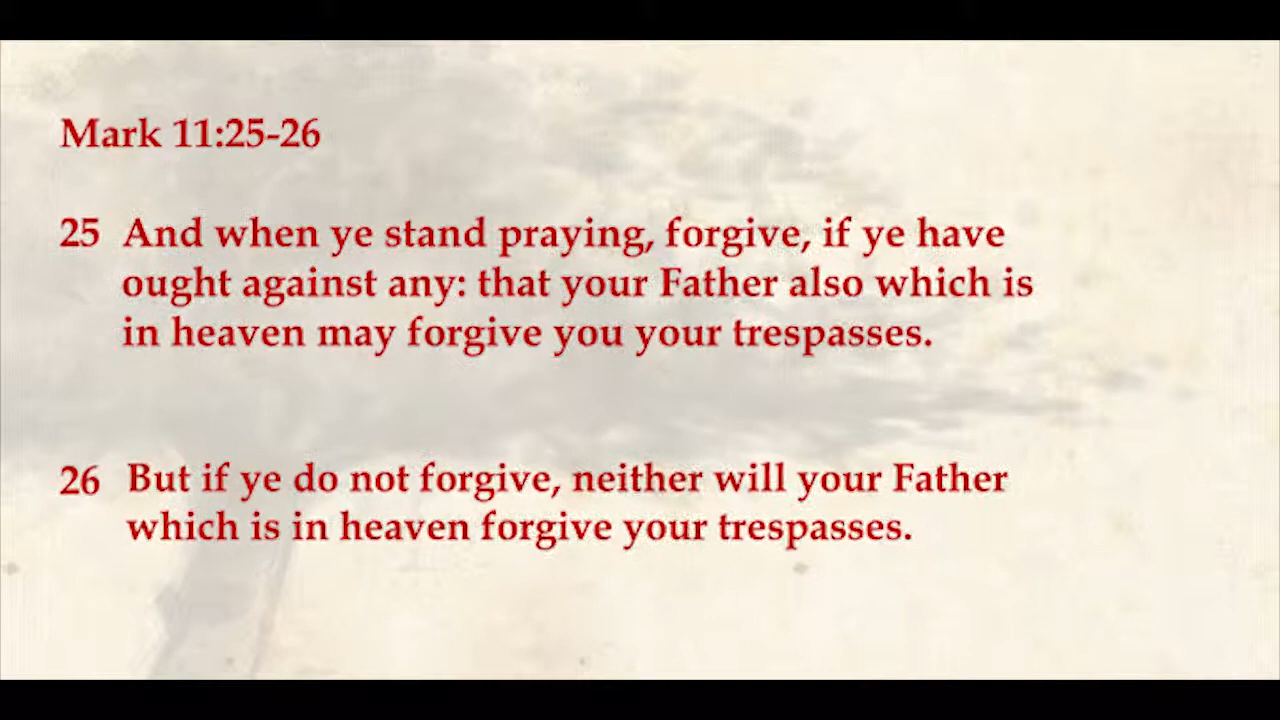 Mark 11:25-26
25 And when ye stand praying, forgive, if ye have
ought against any: that your Father also which is
in heaven may forgive you your trespasses.
26 But if ye do not forgive, neither will your Father
which is in heaven forgive your trespasses.